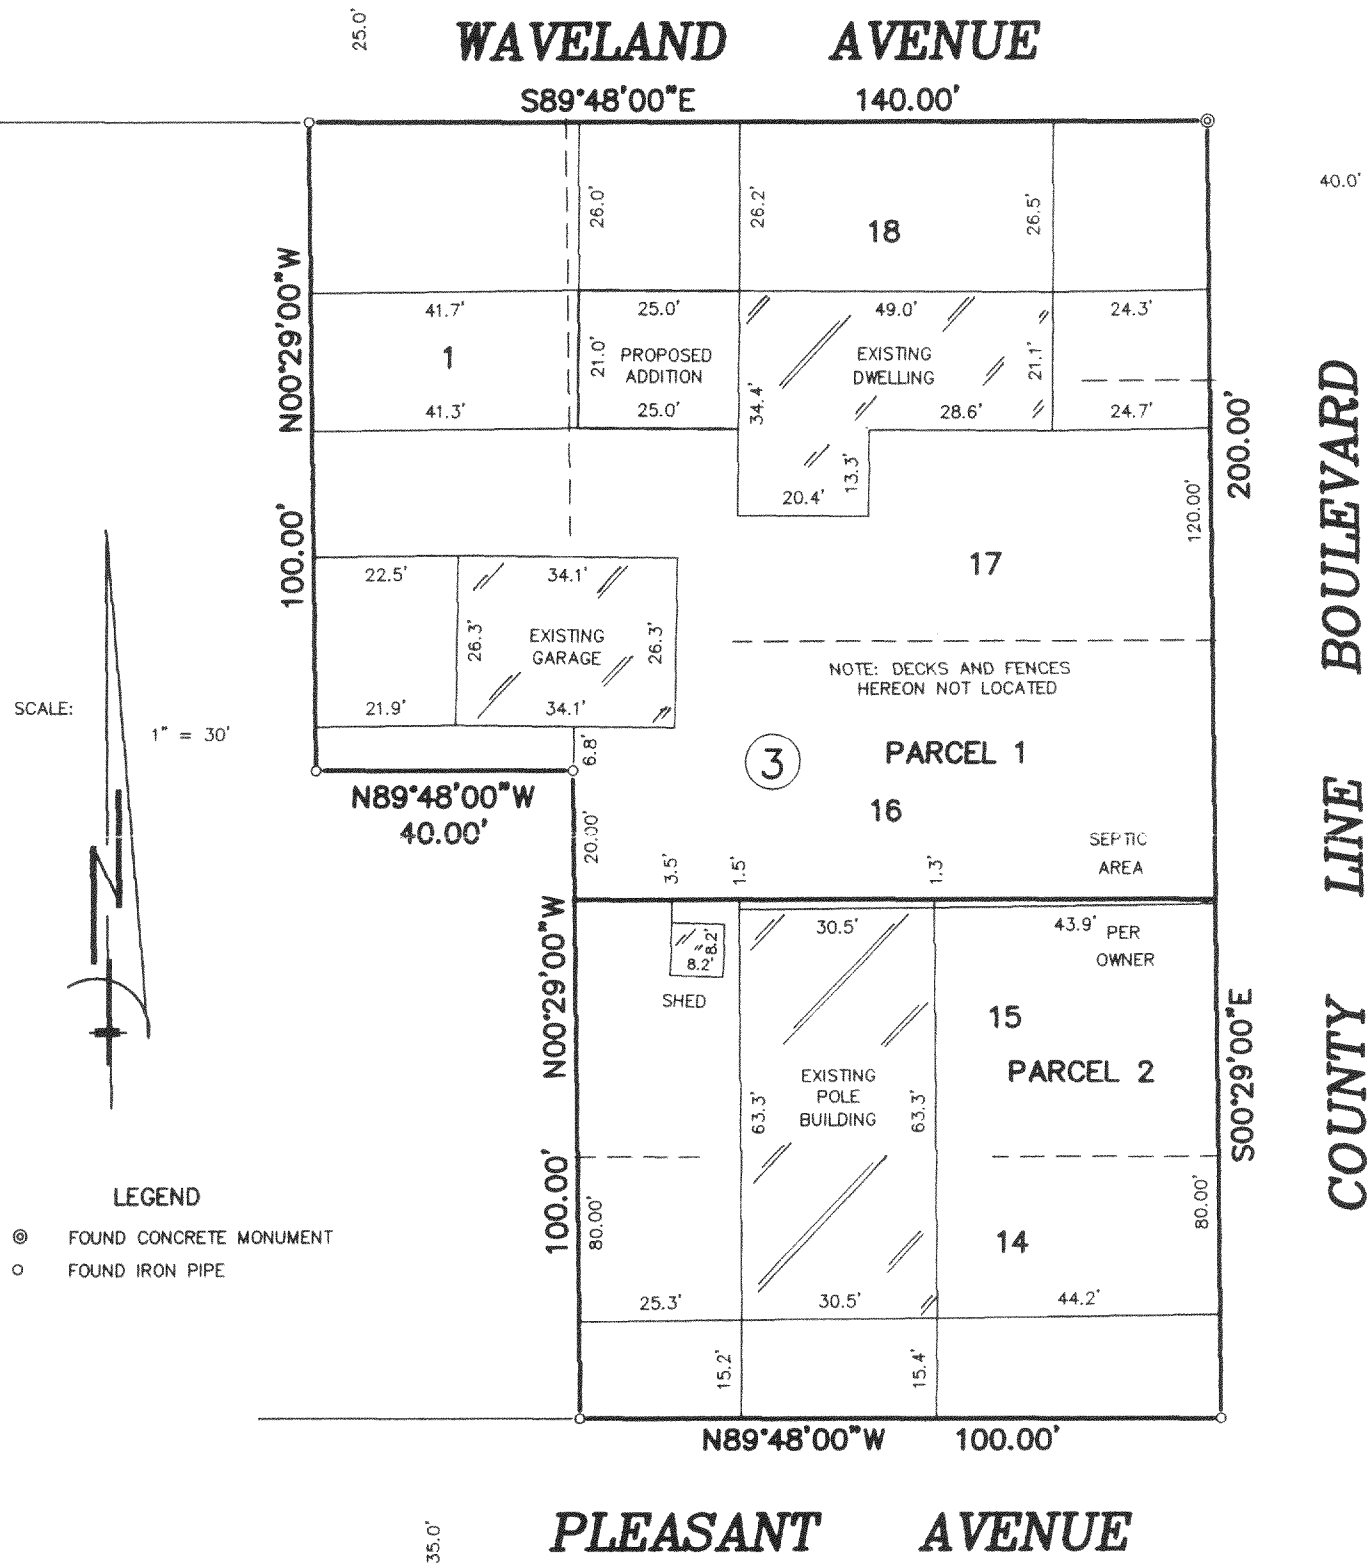 25.0'
WAVELAND AVENUE
S89°48'00"E 140.00'
40.0'
26.0'
26.2'
26.5'
18
N00°29'00"W
100.00'
41.7'
25.0'
49.0'
24.3'
1
21.0'
PROPOSED
ADDITION
EXISTING
DWELLING
21.1'
34.4'
41.3'
25.0'
28.6'
24.7'
13.3'
20.4'
200.00'
120.00'
COUNTY LINE BOULEVARD
17
22.5'
34.1'
26.3'
EXISTING
GARAGE
26.3'
21.9'
34.1'
NOTE: DECKS AND FENCES
HEREON NOT LOCATED
SCALE:
1" = 30'
N
6.8'
3
PARCEL 1
N89°48'00"W
40.00'
16
20.00'
3.5'
1.5'
1.3'
SEPTIC
AREA
N00°29'00"W
100.00'
30.5'
43.9'
PER
OWNER
8.2'
8.2'
SHED
15
PARCEL 2
S00°29'00"E
EXISTING
POLE
BUILDING
63.3'
63.3'
80.00'
80.00'
14
25.3'
30.5'
44.2'
15.2'
15.4'
LEGEND
FOUND CONCRETE MONUMENT
FOUND IRON PIPE
N89°48'00"W 100.00'
35.0'
PLEASANT AVENUE